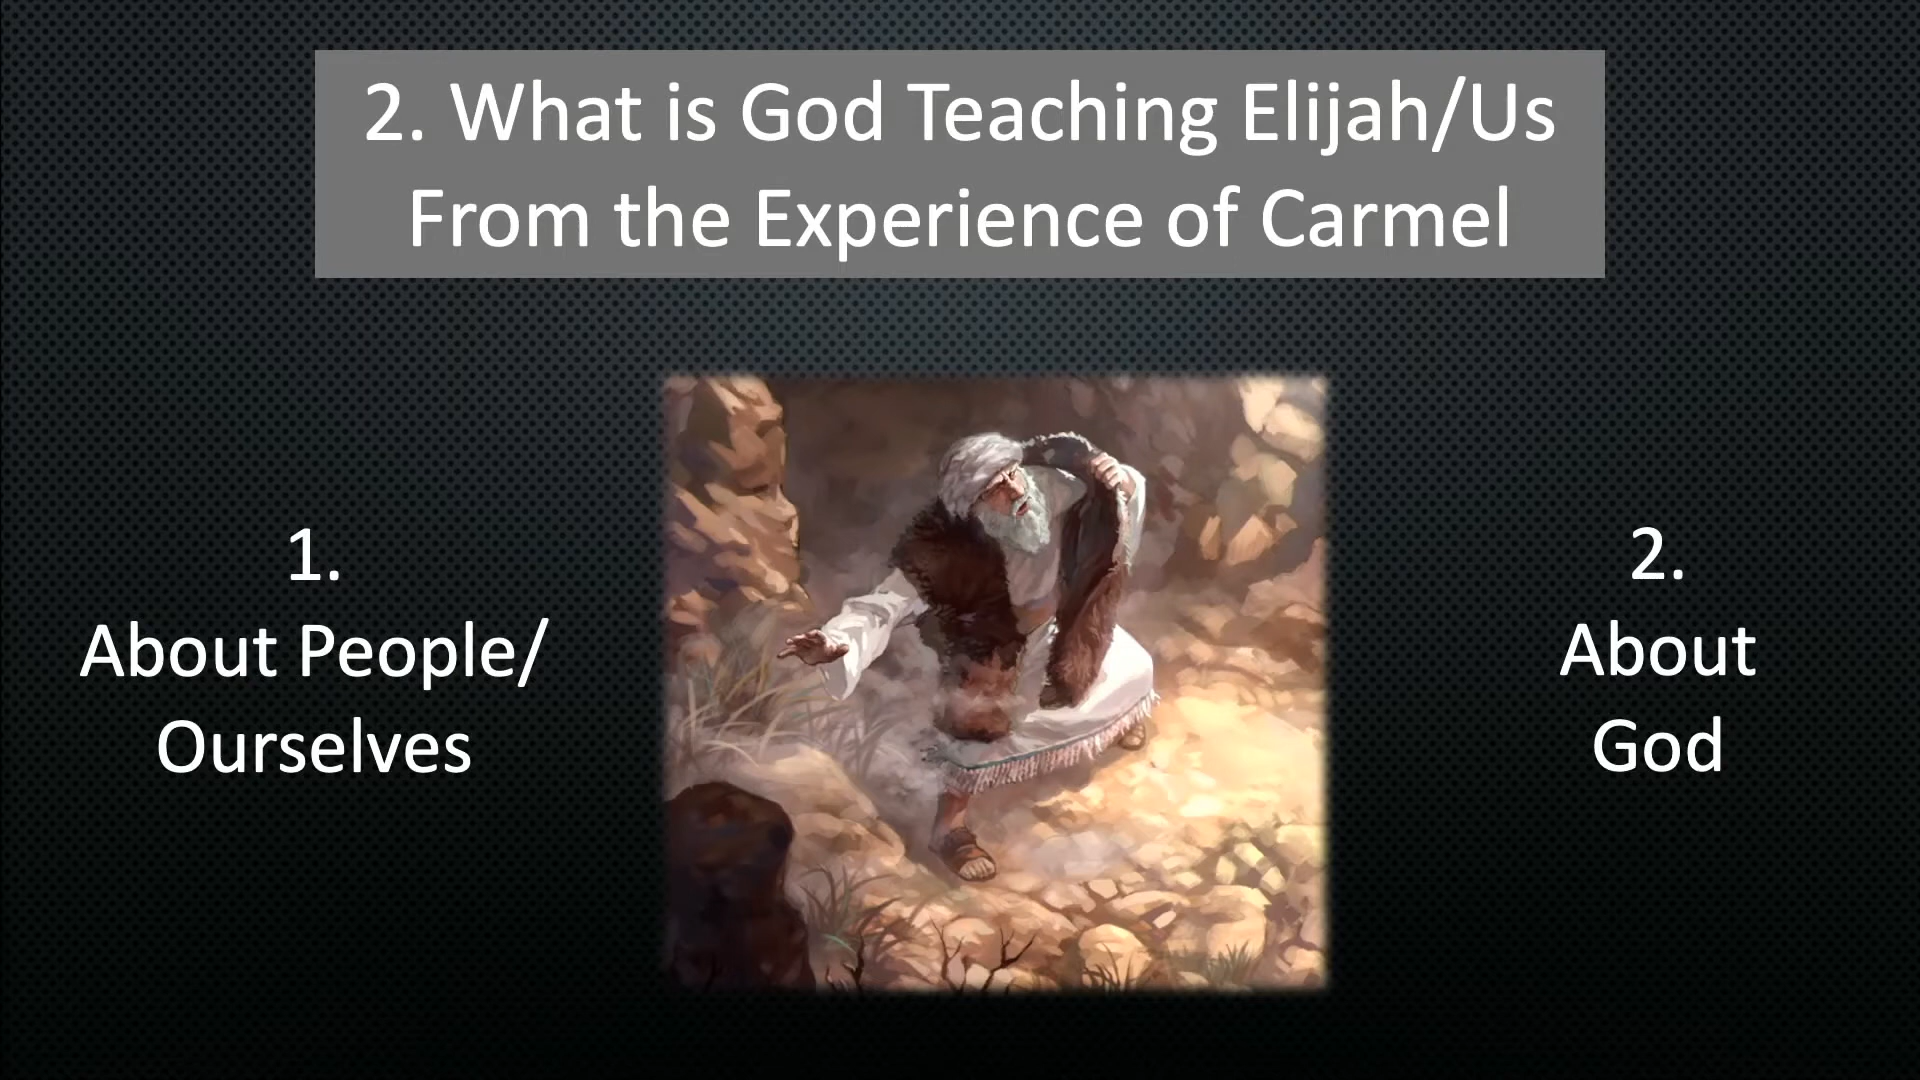 2. What is God Teaching Elijah/Us
From the Experience of Carmel
1.
About People/
Ourselves
2.
About
God